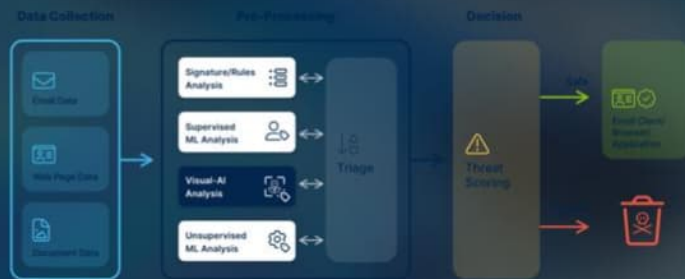 Data Collection
Pre-Processing
Decision
Email Data
Web Page Data
Document Data
Signature/Rules
Analysis
Supervised
ML Analysis
Visual-AI
Analysis
Unsupervised
ML Analysis
Triage
Threat
Scoring
Safe
Email Client/
Browser/
Application